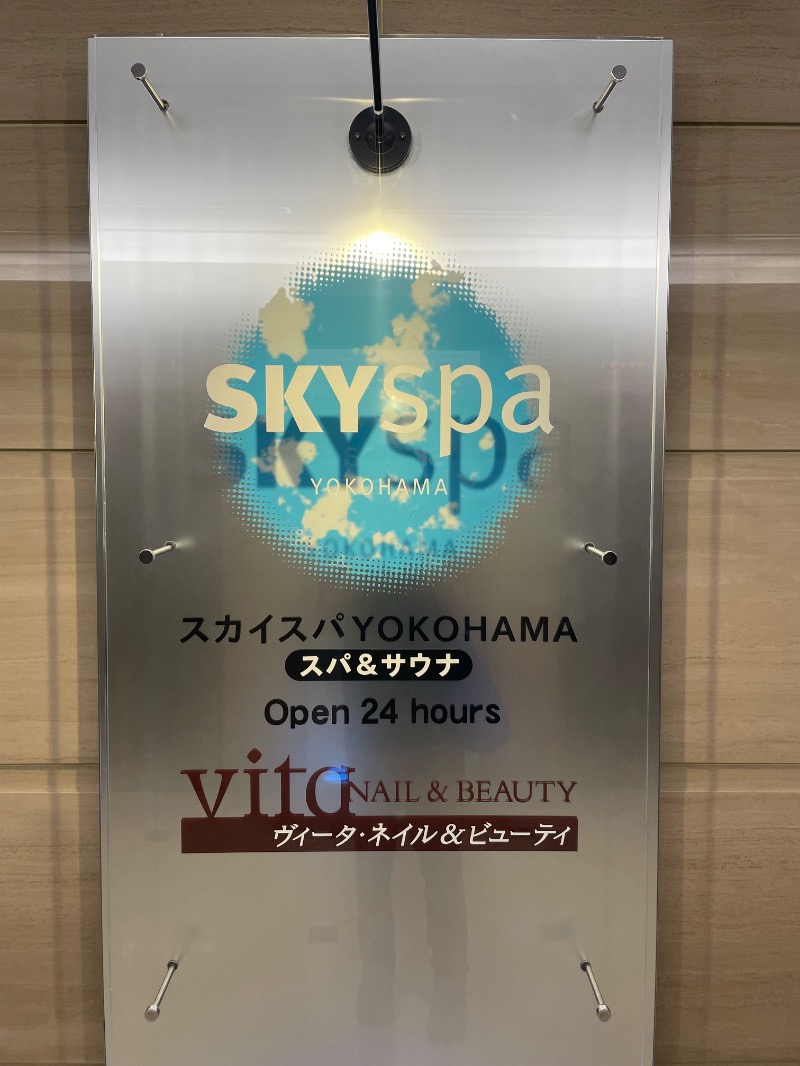 SKYspa
YOKOHAMA
スカイスパYOKOHAMA
スパ&サウナ
Open 24 hours
vita NAIL & BEAUTY
ヴィータ・ネイル&ビューティ